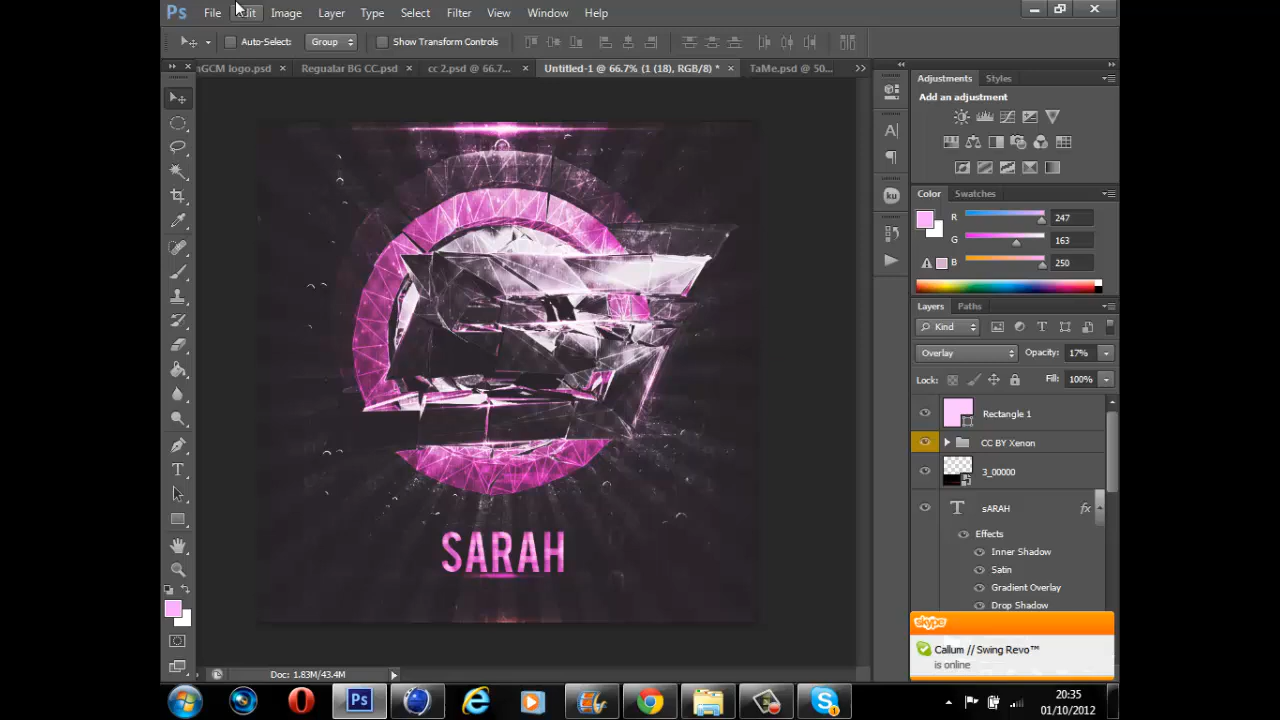 Ps File Edit Image Layer Type Select Filter View Window Help
Auto-Select: Group Show Transform Controls
nGCM logo.psd × Regualar BG CC.psd × cc 2.psd @ 66.7... × Untitled-1 @ 66.7% (1 (18), RGB/8) * × TaMe.psd @ 50... >>
Adjustments Styles
Add an adjustment
Color Swatches
R 247
G 163
B 250
ku
Layers Paths
Kind
Overlay Opacity: 17%
Lock: Fill: 100%
Rectangle 1
CC BY Xenon
3_00000
T sARAH fx
Effects
Inner Shadow
Satin
Gradient Overlay
Drop Shadow
SARAH
skype
Callum // Swing Revo™
is online
Doc: 1.83M/43.4M
Ps
20:35
01/10/2012